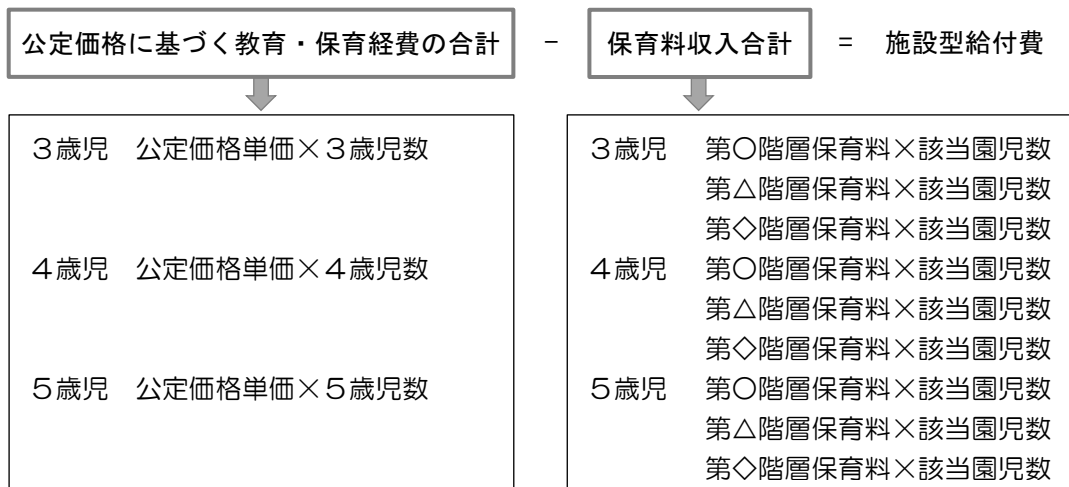 公定価格に基づく教育・保育経費の合計 － 保育料収入合計 ＝ 施設型給付費
３歳児 公定価格単価×３歳児数
４歳児 公定価格単価×４歳児数
５歳児 公定価格単価×５歳児数
３歳児 第○階層保育料×該当園児数
第△階層保育料×該当園児数
第◇階層保育料×該当園児数
４歳児 第○階層保育料×該当園児数
第△階層保育料×該当園児数
第◇階層保育料×該当園児数
５歳児 第○階層保育料×該当園児数
第△階層保育料×該当園児数
第◇階層保育料×該当園児数